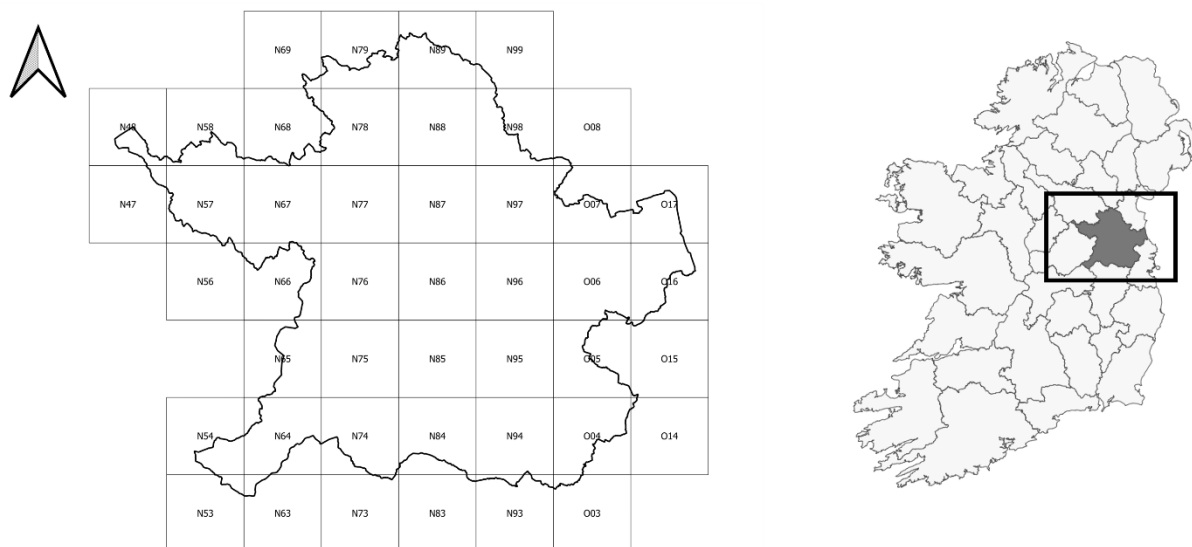 N69 N79 N89 N99
N48 N58 N68 N78 N88 N98 O08
N47 N57 N67 N77 N87 N97 O07 O17
N56 N66 N76 N86 N96 O06 O16
N65 N75 N85 N95 O05 O15
N54 N64 N74 N84 N94 O04 O14
N53 N63 N73 N83 N93 O03